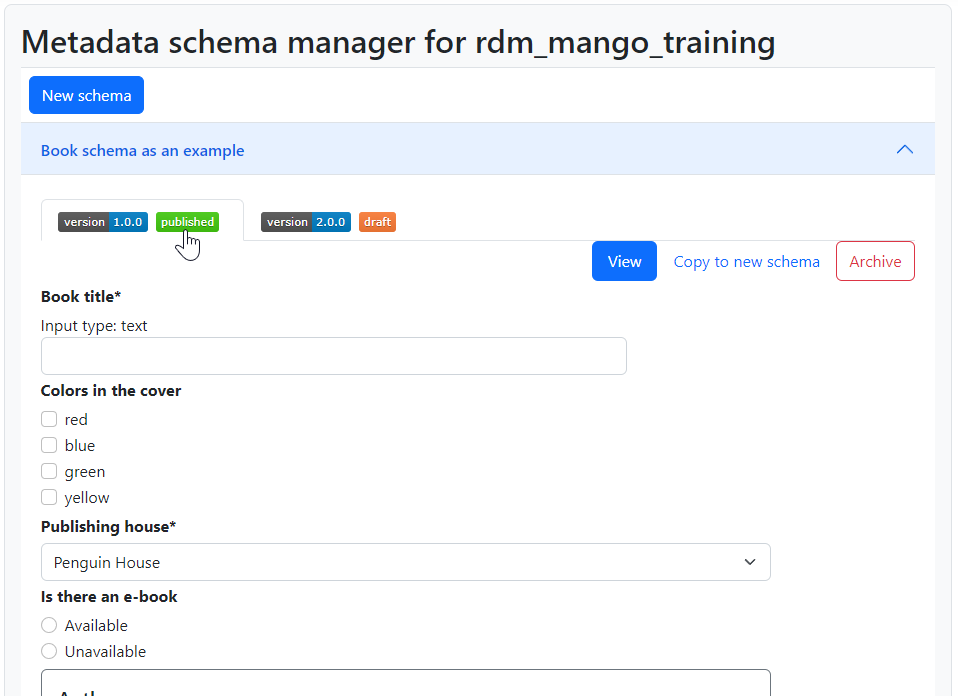 Metadata schema manager for rdm_mango_training
New schema
Book schema as an example
version 1.0.0 published version 2.0.0 draft
View Copy to new schema Archive
Book title*
Input type: text
Colors in the cover
red
blue
green
yellow
Publishing house*
Penguin House
Is there an e-book
Available
Unavailable